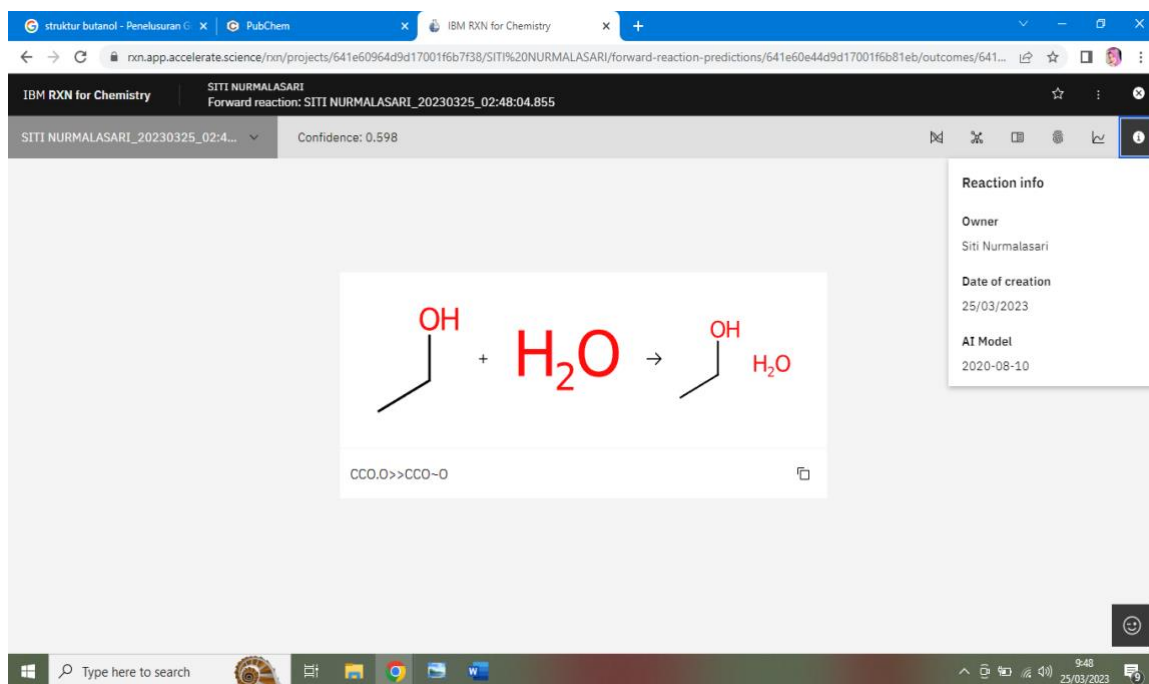 struktur butanol - Penelusuran G
PubChem
IBM RXN for Chemistry
rxn.app.accelerate.science/rxn/projects/641e60964d9d17001f6b7f38/SITI%20NURMALASARI/forward-reaction-predictions/641e60e44d9d17001f6b81eb/outcomes/641...
IBM RXN for Chemistry
SITI NURMALASARI
Forward reaction: SITI NURMALASARI_20230325_02:48:04.855
SITI NURMALASARI_20230325_02:4...
Confidence: 0.598
Reaction info
Owner
Siti Nurmalasari
Date of creation
25/03/2023
AI Model
2020-08-10
OH
+ H₂O →
OH
H₂O
CCO.O>>CCO~O
Type here to search
W
9:48
25/03/2023
9